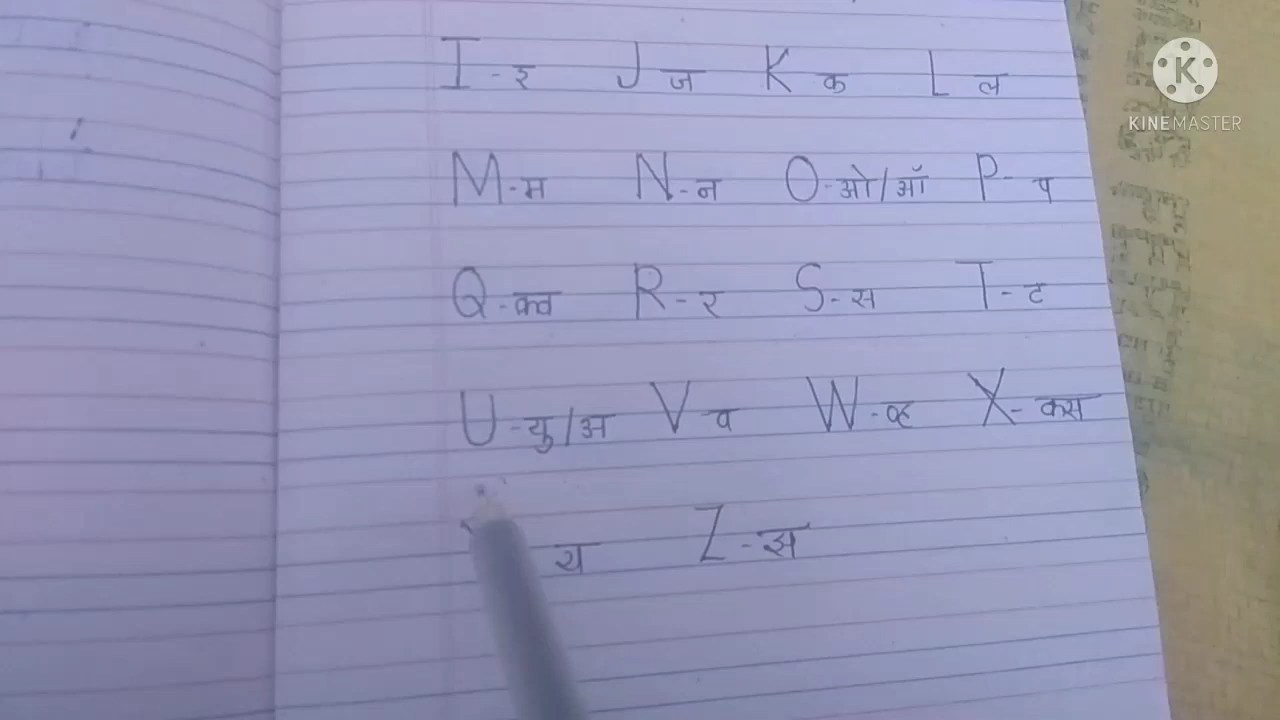 I - इ J ज K क L ल
KINEMASTER
M - म N - न O - ओ/ऑ P - प
Q - क्व R - र S - स T - ट
U - यु/अ V व W - व्ह X - क्स
य Z - झ